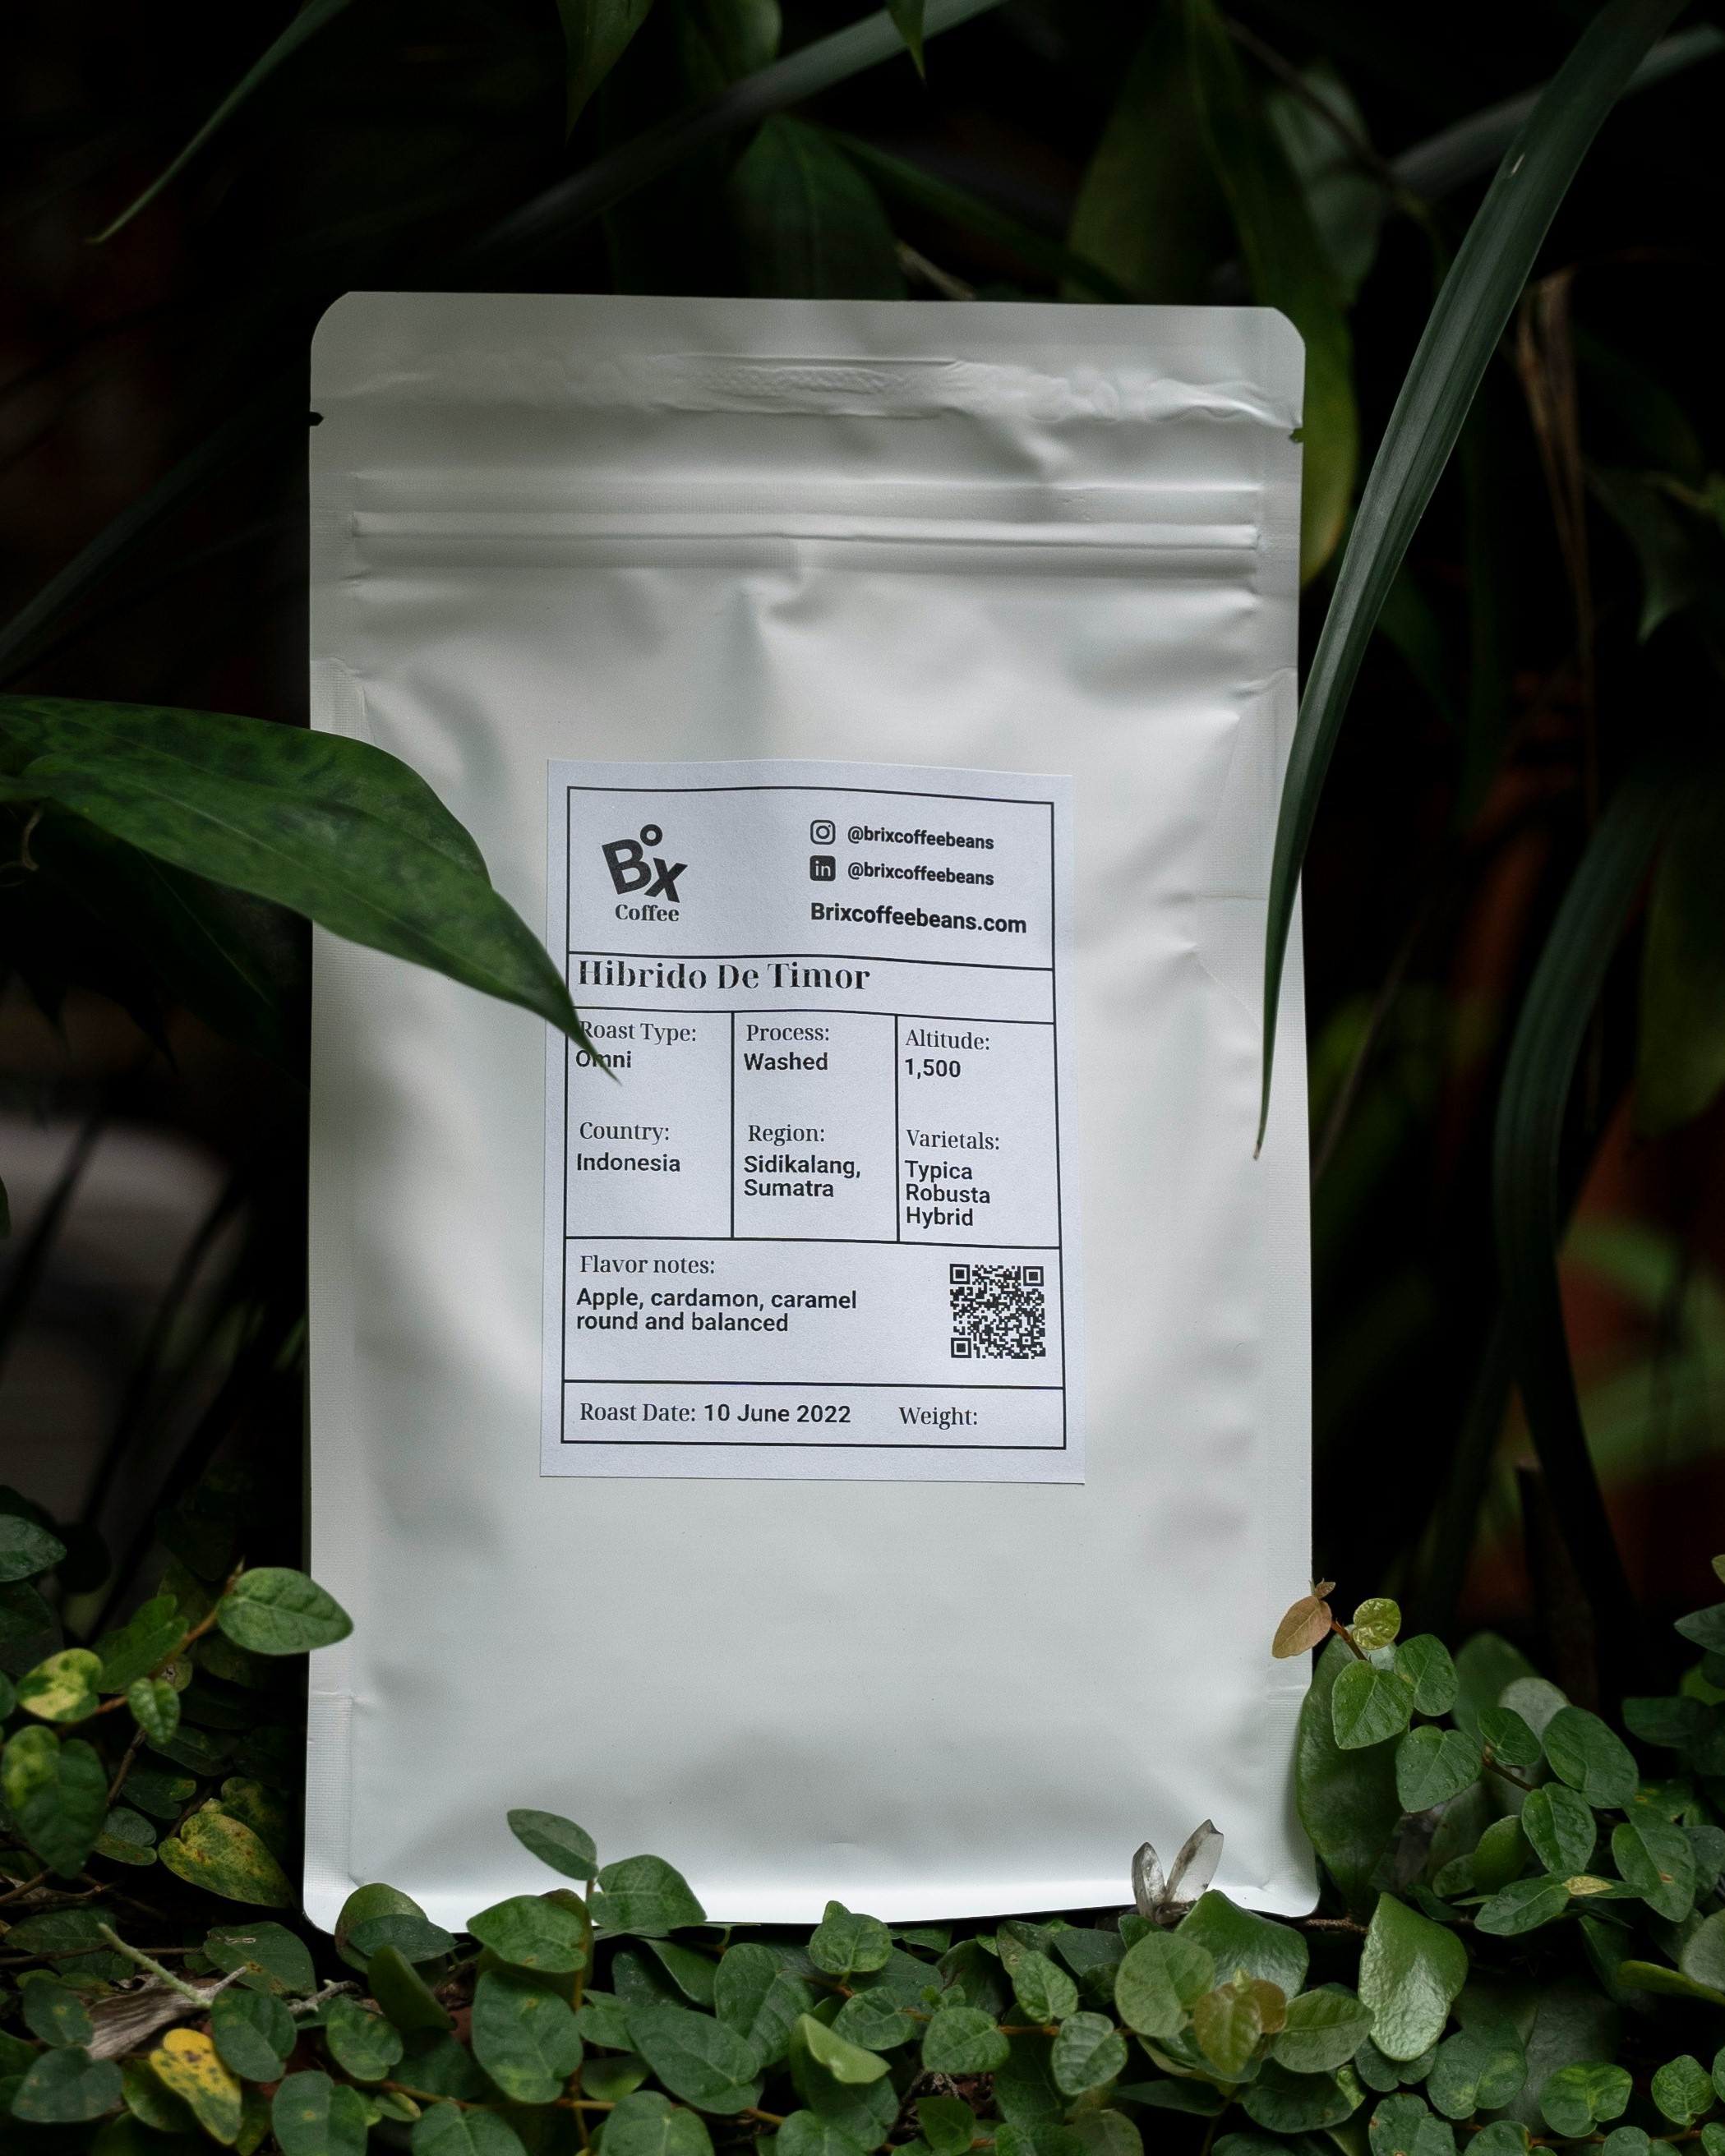 B°x
Coffee
@brixcoffeebeans
in @brixcoffeebeans
Brixcoffeebeans.com
Hibrido De Timor
Roast Type:
Omni
Process:
Washed
Altitude:
1,500
Country:
Indonesia
Region:
Sidikalang,
Sumatra
Varietals:
Typica
Robusta
Hybrid
Flavor notes:
Apple, cardamon, caramel
round and balanced
Roast Date: 10 June 2022 Weight: